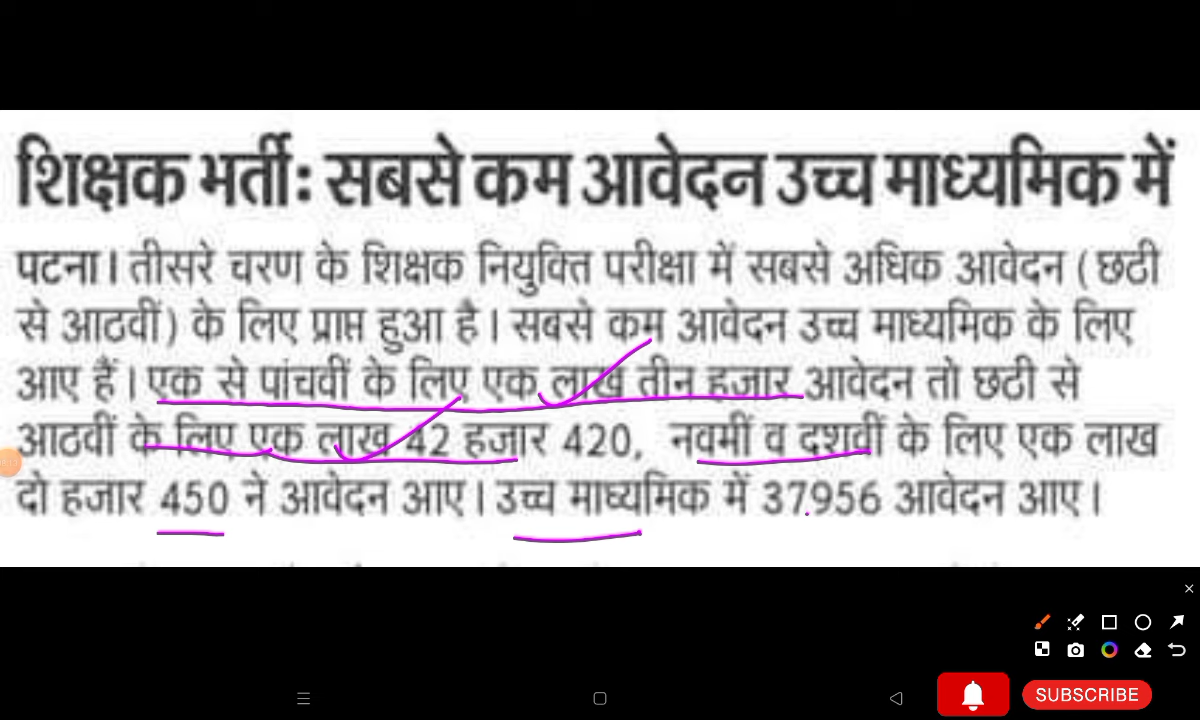 शिक्षक भर्ती: सबसे कम आवेदन उच्च माध्यमिक में
पटना। तीसरे चरण के शिक्षक नियुक्ति परीक्षा में सबसे अधिक आवेदन ( छठी
से आठवीं) के लिए प्राप्त हुआ है। सबसे कम आवेदन उच्च माध्यमिक के लिए
आए हैं। एक से पांचवीं के लिए एक लाख तीन हजार आवेदन तो छठी से
आठवीं के लिए एक लाख 42 हजार 420, नवमीं व दशवीं के लिए एक लाख
दो हजार 450 ने आवेदन आए। उच्च माध्यमिक में 37956 आवेदन आए।
SUBSCRIBE